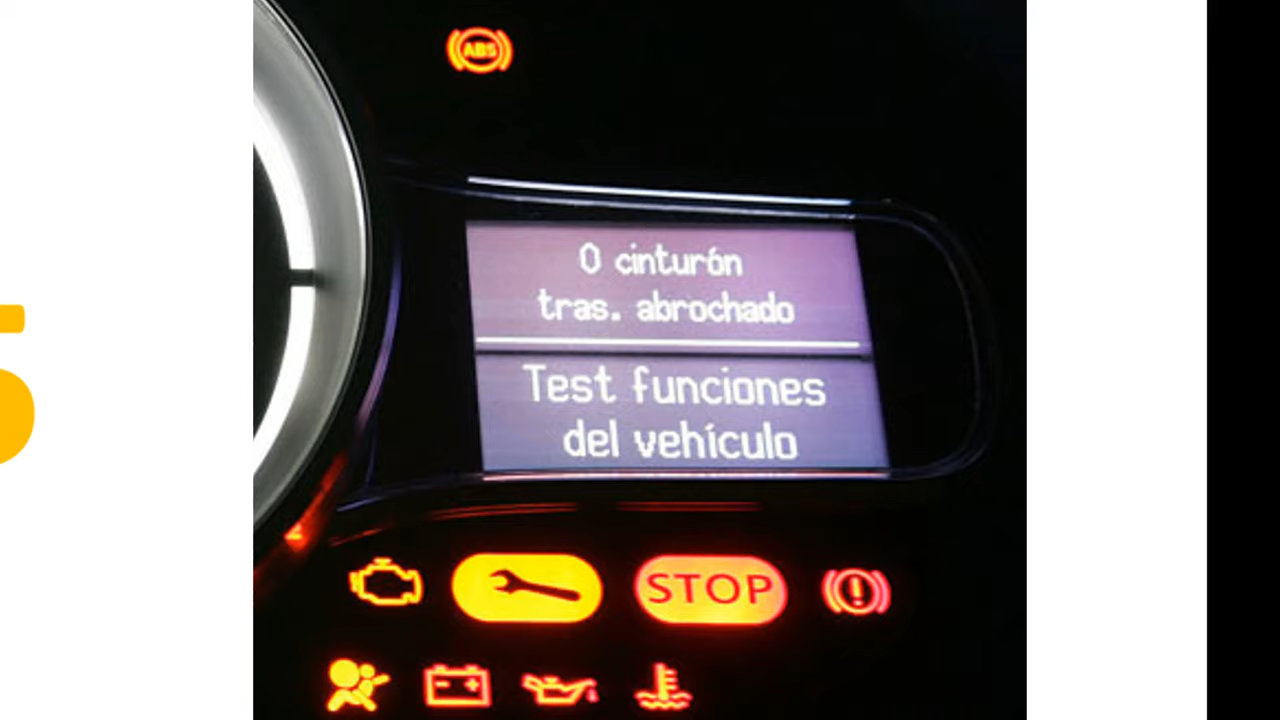 ABS
0 cinturón
tras. abrochado
Test funciones
del vehículo
STOP